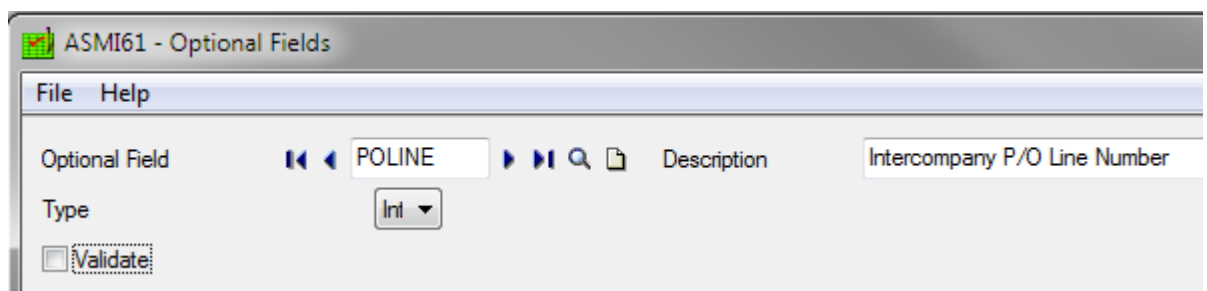 ASMI61 - Optional Fields
File Help
Optional Field POLINE Description Intercompany P/O Line Number
Type Int
Validate